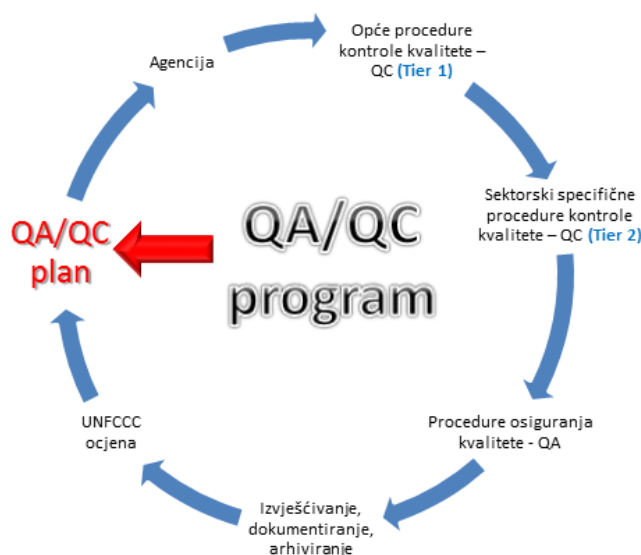 Opće procedure
kontrole kvalitete –
QC (Tier 1)
Agencija
Sektorski specifične
procedure kontrole
kvalitete – QC (Tier 2)
QA/QC
program
QA/QC
plan
UNFCCC
ocjena
Procedure osiguranja
kvalitete - QA
Izvješćivanje,
dokumentiranje,
arhiviranje